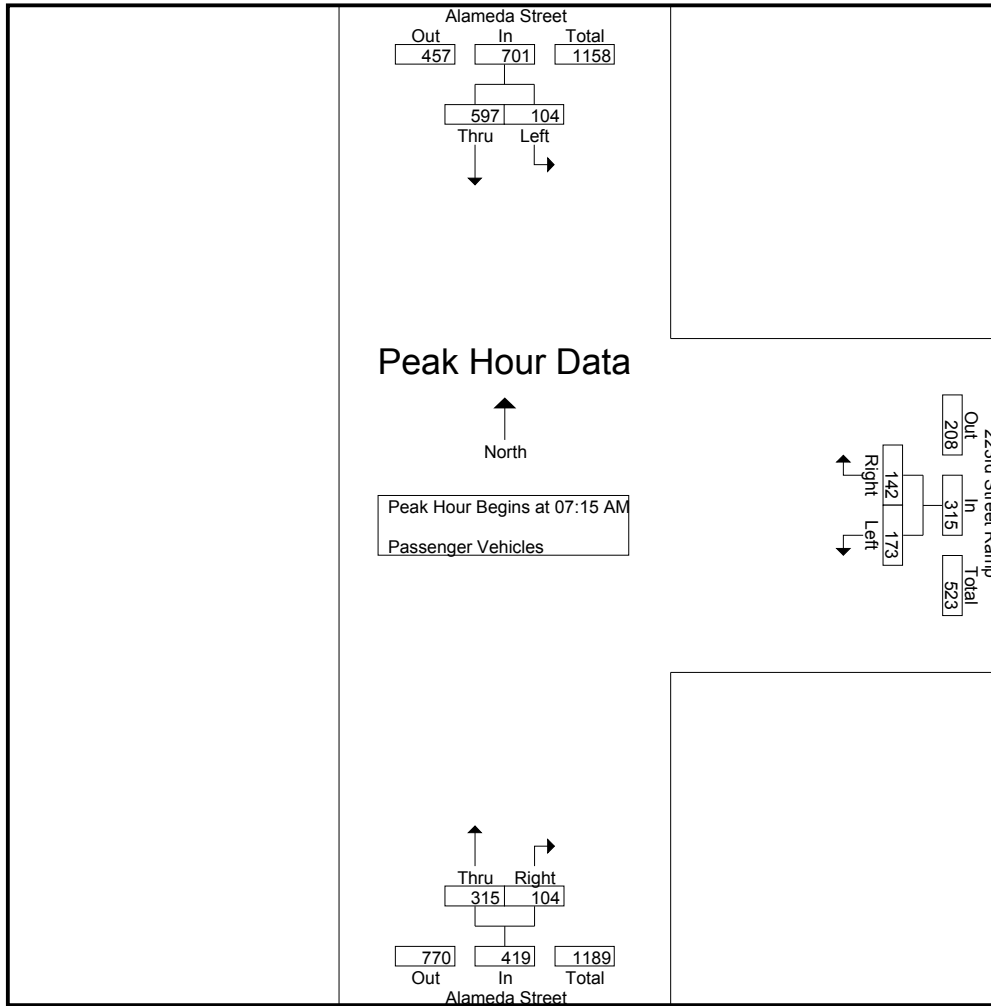 Alameda Street
Out In Total
457 701 1158
597 104
Thru Left
Peak Hour Data
North
Peak Hour Begins at 07:15 AM
Passenger Vehicles
Street
Out In Total
208 315 523
142 173
Right Left
Thru Right
315 104
770 419 1189
Out In Total
Alameda Street